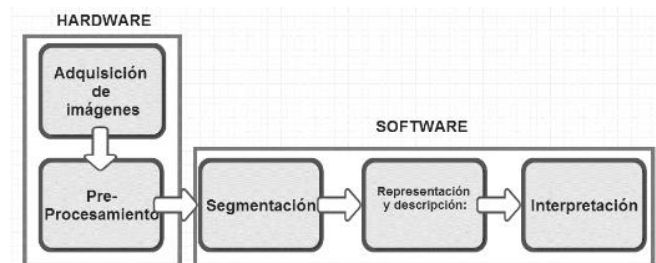 HARDWARE
Adquisición
de
imágenes
Pre-
Procesamiento
SOFTWARE
Segmentación
Representación
y descripción:
Interpretación